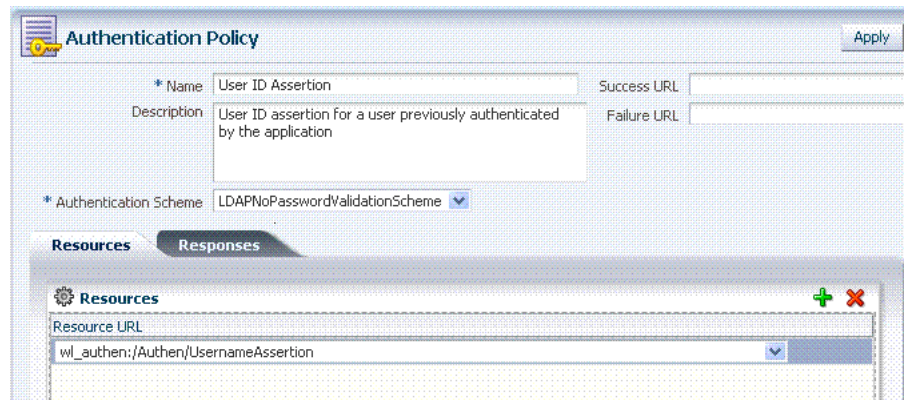 Authentication Policy
Apply
* Name User ID Assertion
Success URL
Description User ID assertion for a user previously authenticated
by the application
Failure URL
* Authentication Scheme LDAPNoPasswordValidationScheme
Resources Responses
Resources
Resource URL
wl_authen:/Authen/UsernameAssertion